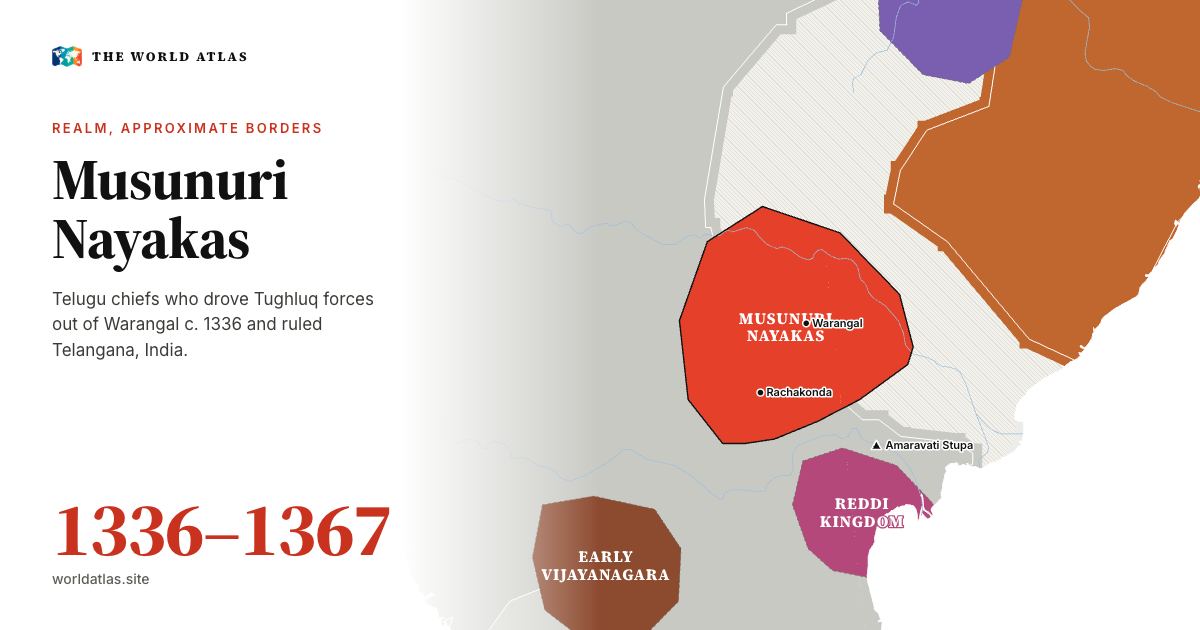 THE WORLD ATLAS
REALM, APPROXIMATE BORDERS
Musunuri
Nayakas
Telugu chiefs who drove Tughluq forces
out of Warangal c. 1336 and ruled
Telangana, India.
1336–1367
worldatlas.site
MUSUNURI
NAYAKAS
Warangal
Rachakonda
Amaravati Stupa
REDDI
KINGDOM
EARLY
VIJAYANAGARA